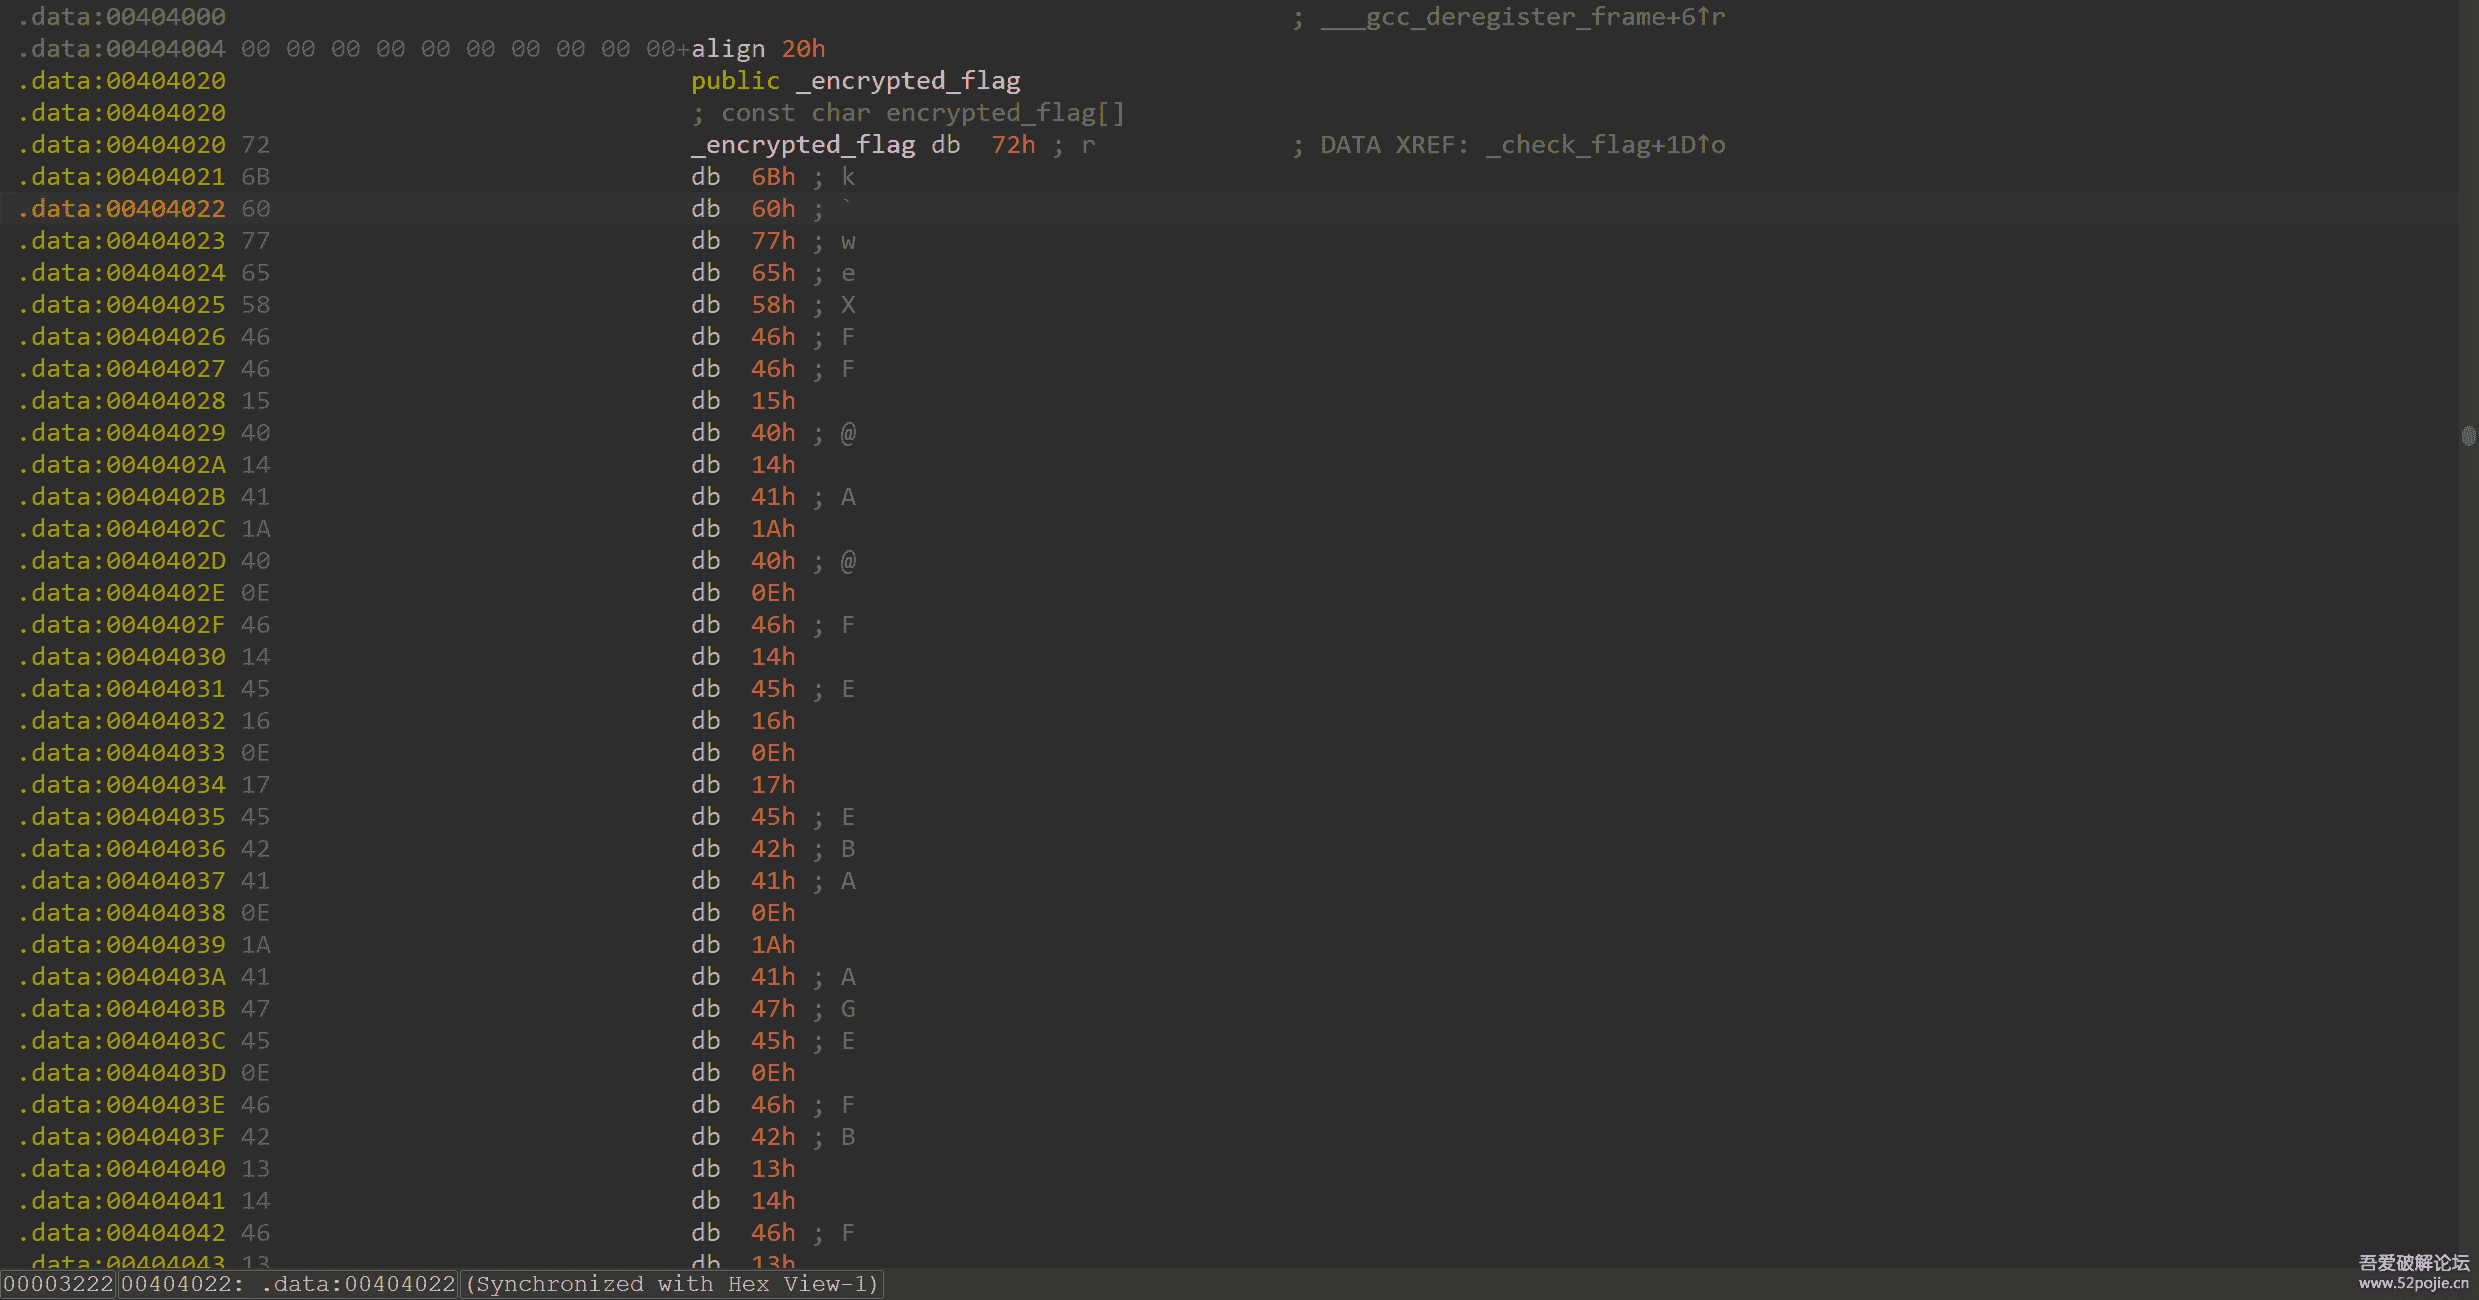 .data:00404000 ; ___gcc_deregister_frame+6↑r
.data:00404004 00 00 00 00 00 00 00 00 00 00+align 20h
.data:00404020 public _encrypted_flag
.data:00404020 ; const char encrypted_flag[]
.data:00404020 72 _encrypted_flag db 72h ; r ; DATA XREF: _check_flag+1D↑o
.data:00404021 6B db 6Bh ; k
.data:00404022 60 db 60h ; `
.data:00404023 77 db 77h ; w
.data:00404024 65 db 65h ; e
.data:00404025 58 db 58h ; X
.data:00404026 46 db 46h ; F
.data:00404027 46 db 46h ; F
.data:00404028 15 db 15h
.data:00404029 40 db 40h ; @
.data:0040402A 14 db 14h
.data:0040402B 41 db 41h ; A
.data:0040402C 1A db 1Ah
.data:0040402D 40 db 40h ; @
.data:0040402E 0E db 0Eh
.data:0040402F 46 db 46h ; F
.data:00404030 14 db 14h
.data:00404031 45 db 45h ; E
.data:00404032 16 db 16h
.data:00404033 0E db 0Eh
.data:00404034 17 db 17h
.data:00404035 45 db 45h ; E
.data:00404036 42 db 42h ; B
.data:00404037 41 db 41h ; A
.data:00404038 0E db 0Eh
.data:00404039 1A db 1Ah
.data:0040403A 41 db 41h ; A
.data:0040403B 47 db 47h ; G
.data:0040403C 45 db 45h ; E
.data:0040403D 0E db 0Eh
.data:0040403E 46 db 46h ; F
.data:0040403F 42 db 42h ; B
.data:00404040 13 db 13h
.data:00404041 14 db 14h
.data:00404042 46 db 46h ; F
.data:00404043 13 db 13h
吾爱破解论坛
www.52pojie.cn
00003222 00404022: .data:00404022 (Synchronized with Hex View-1)